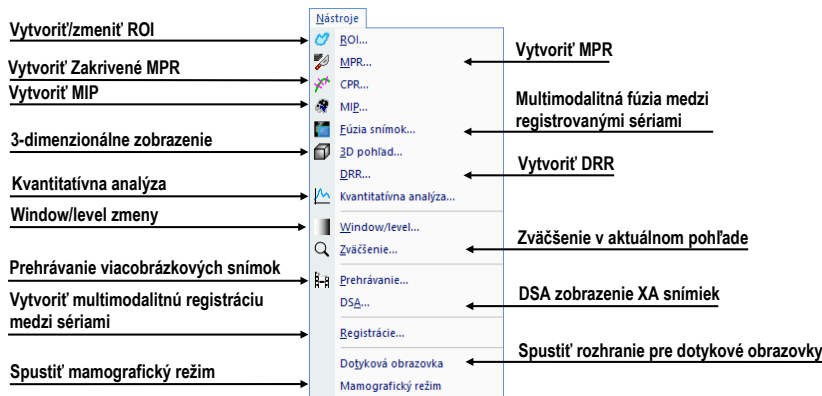 Vytvoriť/zmeniť ROI
Vytvoriť Zakrivené MPR
Vytvoriť MIP
3-dimenzionálne zobrazenie
Kvantitatívna analýza
Window/level zmeny
Prehrávanie viacobrázkových snímok
Vytvoriť multimodalitnú registráciu
medzi sériami
Spustiť mamografický režim
Nástroje
ROI...
MPR...
CPR...
MIP...
Fúzia snímok...
3D pohľad...
DRR...
Kvantitatívna analýza...
Window/level...
Zväčšenie...
Prehrávanie...
DSA...
Registrácie...
Dotyková obrazovka
Mamografický režim
Vytvoriť MPR
Multimodalitná fúzia medzi
registrovanými sériami
Vytvoriť DRR
Zväčšenie v aktuálnom pohľade
DSA zobrazenie XA snímiek
Spustiť rozhranie pre dotykové obrazovky